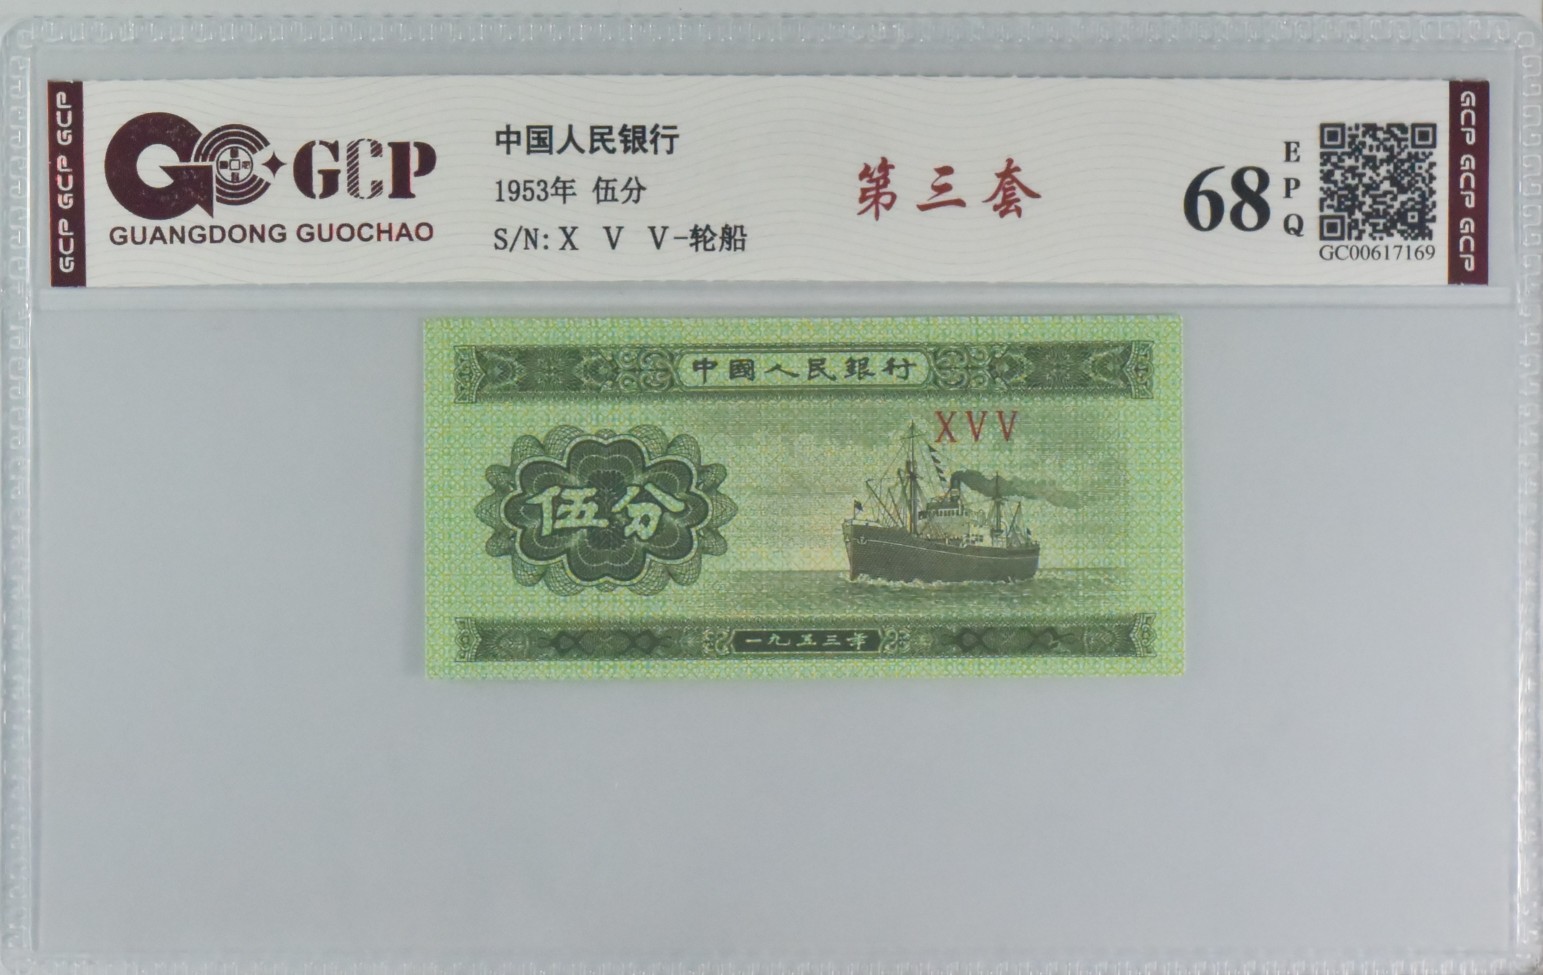 GCP GCP GCP
GCP
GUANGDONG GUOCHAO
中国人民银行
1953年 伍分
S/N: X V V-轮船
第三套
68
EPQ
GC00617169
GCP GCP GCP
中國人民銀行
XVV
伍分
一九五三年